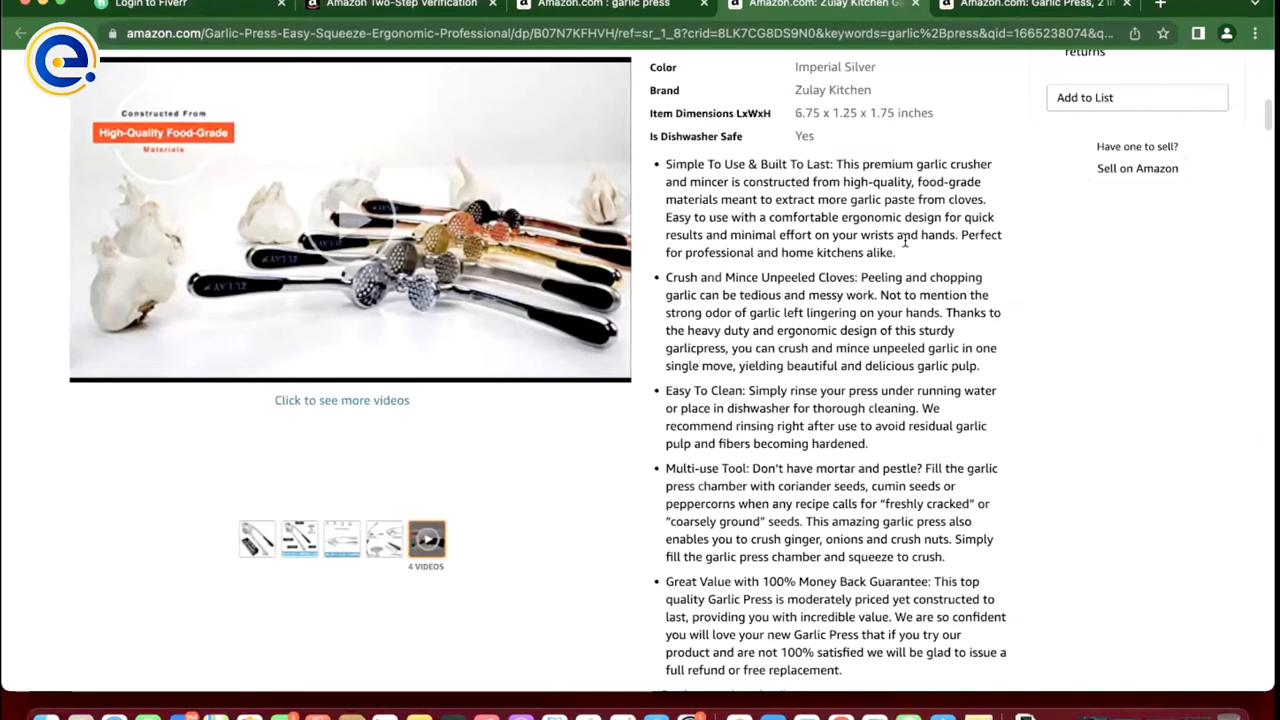 Login to Fiverr
Amazon Two-Step Verification
Amazon.com : garlic press
Amazon.com: Zulay Kitchen G
Amazon.com: Garlic Press, 2 in
amazon.com/Garlic-Press-Easy-Squeeze-Ergonomic-Professional/dp/B07N7KFHVH/ref=sr_1_8?crid=8LK7CG8DS9N0&keywords=garlic%2Bpress&qid=1665238074&q...
e
returns
Add to List
Have one to sell?
Sell on Amazon
Constructed From
High-Quality Food-Grade
Materials
ZULAY
Click to see more videos
4 VIDEOS
Color Imperial Silver
Brand Zulay Kitchen
Item Dimensions LxWxH 6.75 x 1.25 x 1.75 inches
Is Dishwasher Safe Yes
• Simple To Use & Built To Last: This premium garlic crusher
and mincer is constructed from high-quality, food-grade
materials meant to extract more garlic paste from cloves.
Easy to use with a comfortable ergonomic design for quick
results and minimal effort on your wrists and hands. Perfect
for professional and home kitchens alike.
• Crush and Mince Unpeeled Cloves: Peeling and chopping
garlic can be tedious and messy work. Not to mention the
strong odor of garlic left lingering on your hands. Thanks to
the heavy duty and ergonomic design of this sturdy
garlicpress, you can crush and mince unpeeled garlic in one
single move, yielding beautiful and delicious garlic pulp.
• Easy To Clean: Simply rinse your press under running water
or place in dishwasher for thorough cleaning. We
recommend rinsing right after use to avoid residual garlic
pulp and fibers becoming hardened.
• Multi-use Tool: Don't have mortar and pestle? Fill the garlic
press chamber with coriander seeds, cumin seeds or
peppercorns when any recipe calls for “freshly cracked” or
“coarsely ground” seeds. This amazing garlic press also
enables you to crush ginger, onions and crush nuts. Simply
fill the garlic press chamber and squeeze to crush.
• Great Value with 100% Money Back Guarantee: This top
quality Garlic Press is moderately priced yet constructed to
last, providing you with incredible value. We are so confident
you will love your new Garlic Press that if you try our
product and are not 100% satisfied we will be glad to issue a
full refund or free replacement.